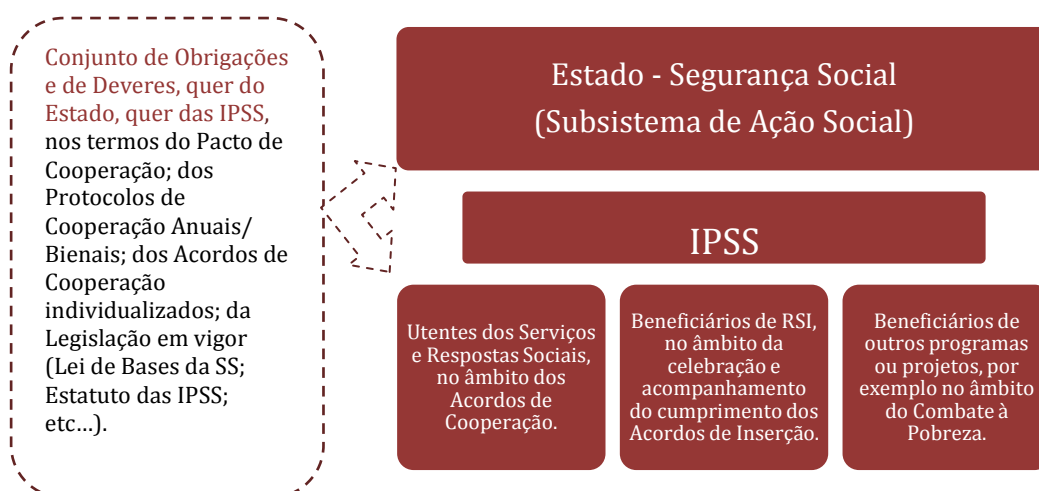 Conjunto de Obrigações
e de Deveres, quer do
Estado, quer das IPSS,
nos termos do Pacto de
Cooperação; dos
Protocolos de
Cooperação Anuais/
Bienais; dos Acordos de
Cooperação
individualizados; da
Legislação em vigor
(Lei de Bases da SS;
Estatuto das IPSS;
etc...).
Estado - Segurança Social
(Subsistema de Ação Social)
IPSS
Utentes dos Serviços
e Respostas Sociais,
no âmbito dos
Acordos de
Cooperação.
Beneficiários de RSI,
no âmbito da
celebração e
acompanhamento
do cumprimento dos
Acordos de Inserção.
Beneficiários de
outros programas
ou projetos, por
exemplo no âmbito
do Combate à
Pobreza.